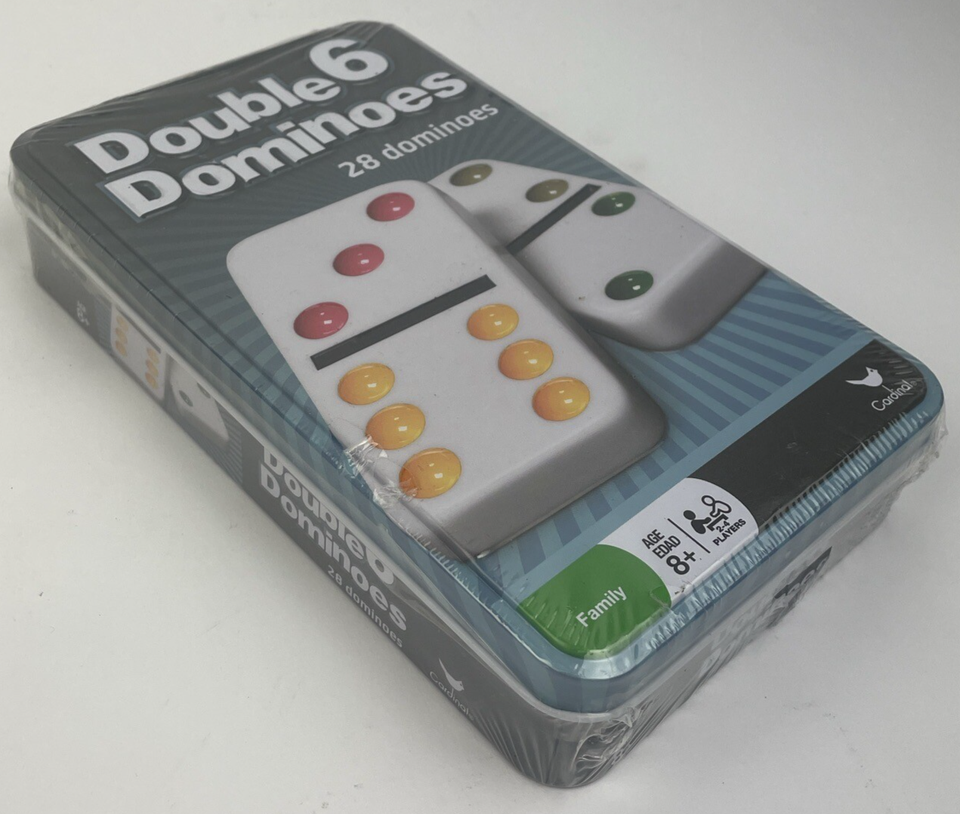 Double6
Dominoes
28 dominoes
Cardinal
Family
AGE
EDAD
8+
2-4
PLAYERS
Double6
Dominoes
28 dominoes
Cardinal